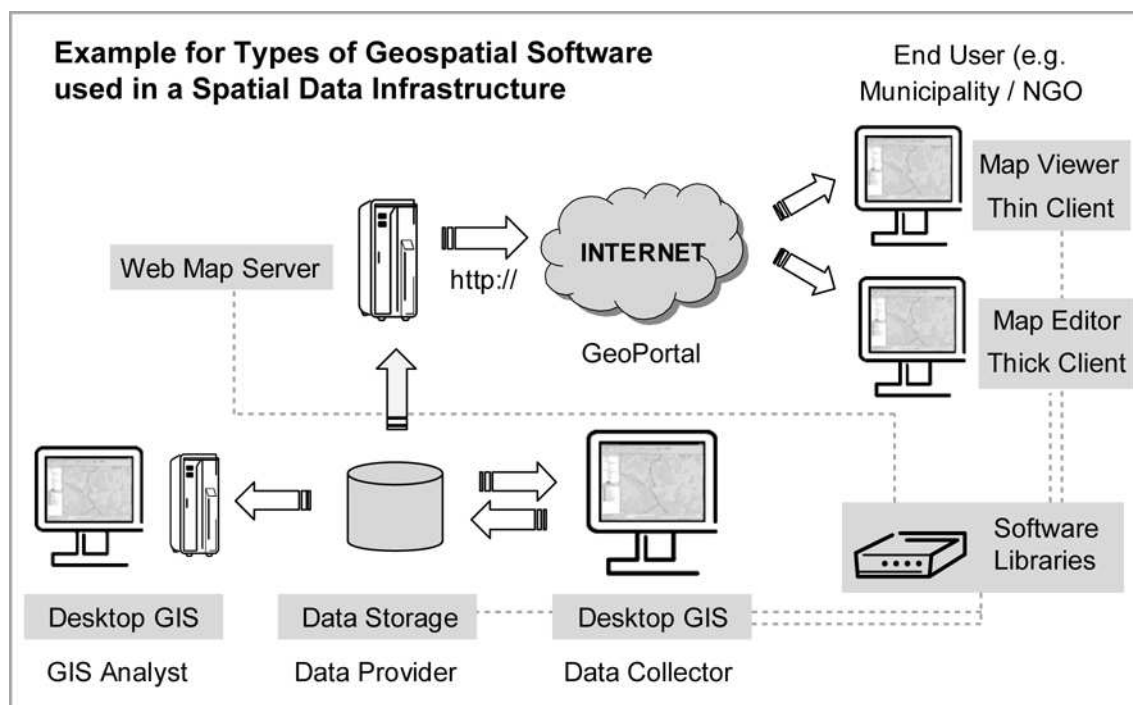 Example for Types of Geospatial Software
used in a Spatial Data Infrastructure
End User (e.g.
Municipality / NGO
Map Viewer
Thin Client
Web Map Server
http://
INTERNET
GeoPortal
Map Editor
Thick Client
Software
Libraries
Desktop GIS
Data Storage
Desktop GIS
GIS Analyst
Data Provider
Data Collector